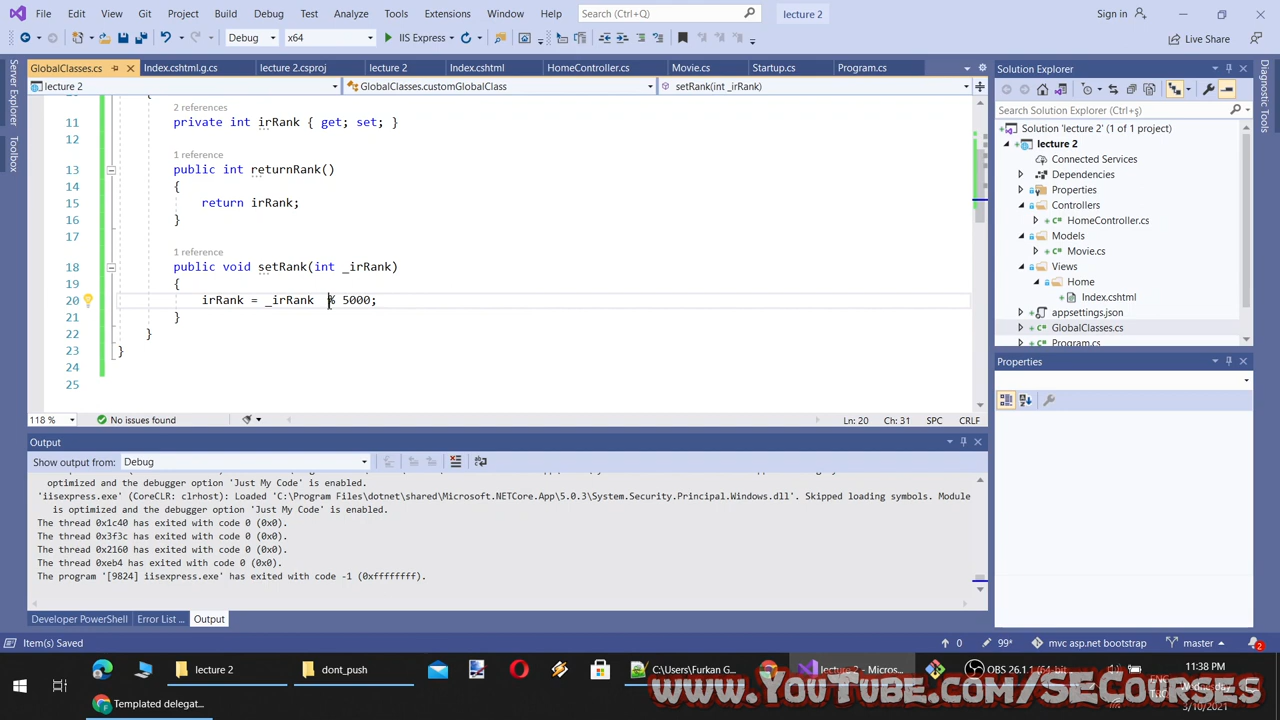 File Edit View Git Project Build Debug Test Analyze Tools Extensions Window Help Search (Ctrl+Q) lecture 2 Sign in
Debug x64 IIS Express Live Share
GlobalClasses.cs Index.cshtml.g.cs lecture 2.csproj lecture 2 Index.cshtml HomeController.cs Movie.cs Startup.cs Program.cs
lecture 2 GlobalClasses.customGlobalClass setRank(int _irRank)
Server Explorer
Toolbox
10 {
2 references
11 private int irRank { get; set; }
12
1 reference
13 public int returnRank()
14 {
15 return irRank;
16 }
17
1 reference
18 public void setRank(int _irRank)
19 {
20 irRank = _irRank % 5000;
21 }
22 }
23 }
24
25
118 % No issues found Ln: 20 Ch: 31 SPC CRLF
Output
Show output from: Debug
optimized and the debugger option 'Just My Code' is enabled.
'iisexpress.exe' (CoreCLR: clrhost): Loaded 'C:\Program Files\dotnet\shared\Microsoft.NETCore.App\5.0.3\System.Security.Principal.Windows.dll'. Skipped loading symbols. Module
is optimized and the debugger option 'Just My Code' is enabled.
The thread 0x1c40 has exited with code 0 (0x0).
The thread 0x3f3c has exited with code 0 (0x0).
The thread 0x2160 has exited with code 0 (0x0).
The thread 0xeb4 has exited with code 0 (0x0).
The program '[9824] iisexpress.exe' has exited with code -1 (0xffffffff).
Developer PowerShell Error List ... Output
Solution Explorer
Search Solution Explorer (Ctrl+ş)
Solution 'lecture 2' (1 of 1 project)
lecture 2
Connected Services
Dependencies
Properties
Controllers
HomeController.cs
Models
Movie.cs
Views
Home
Index.cshtml
appsettings.json
GlobalClasses.cs
Program.cs
Properties
Diagnostic Tools
Item(s) Saved 0 99* mvc asp.net bootstrap master 2
lecture 2 dont_push C:\Users\Furkan G... lecture 2 - Micros... OBS 26.1.1 (64-bit... ENG 11:38 PM
Wednesday
Templated delegat... 3/10/2021
www.YouTube.com/SECourses